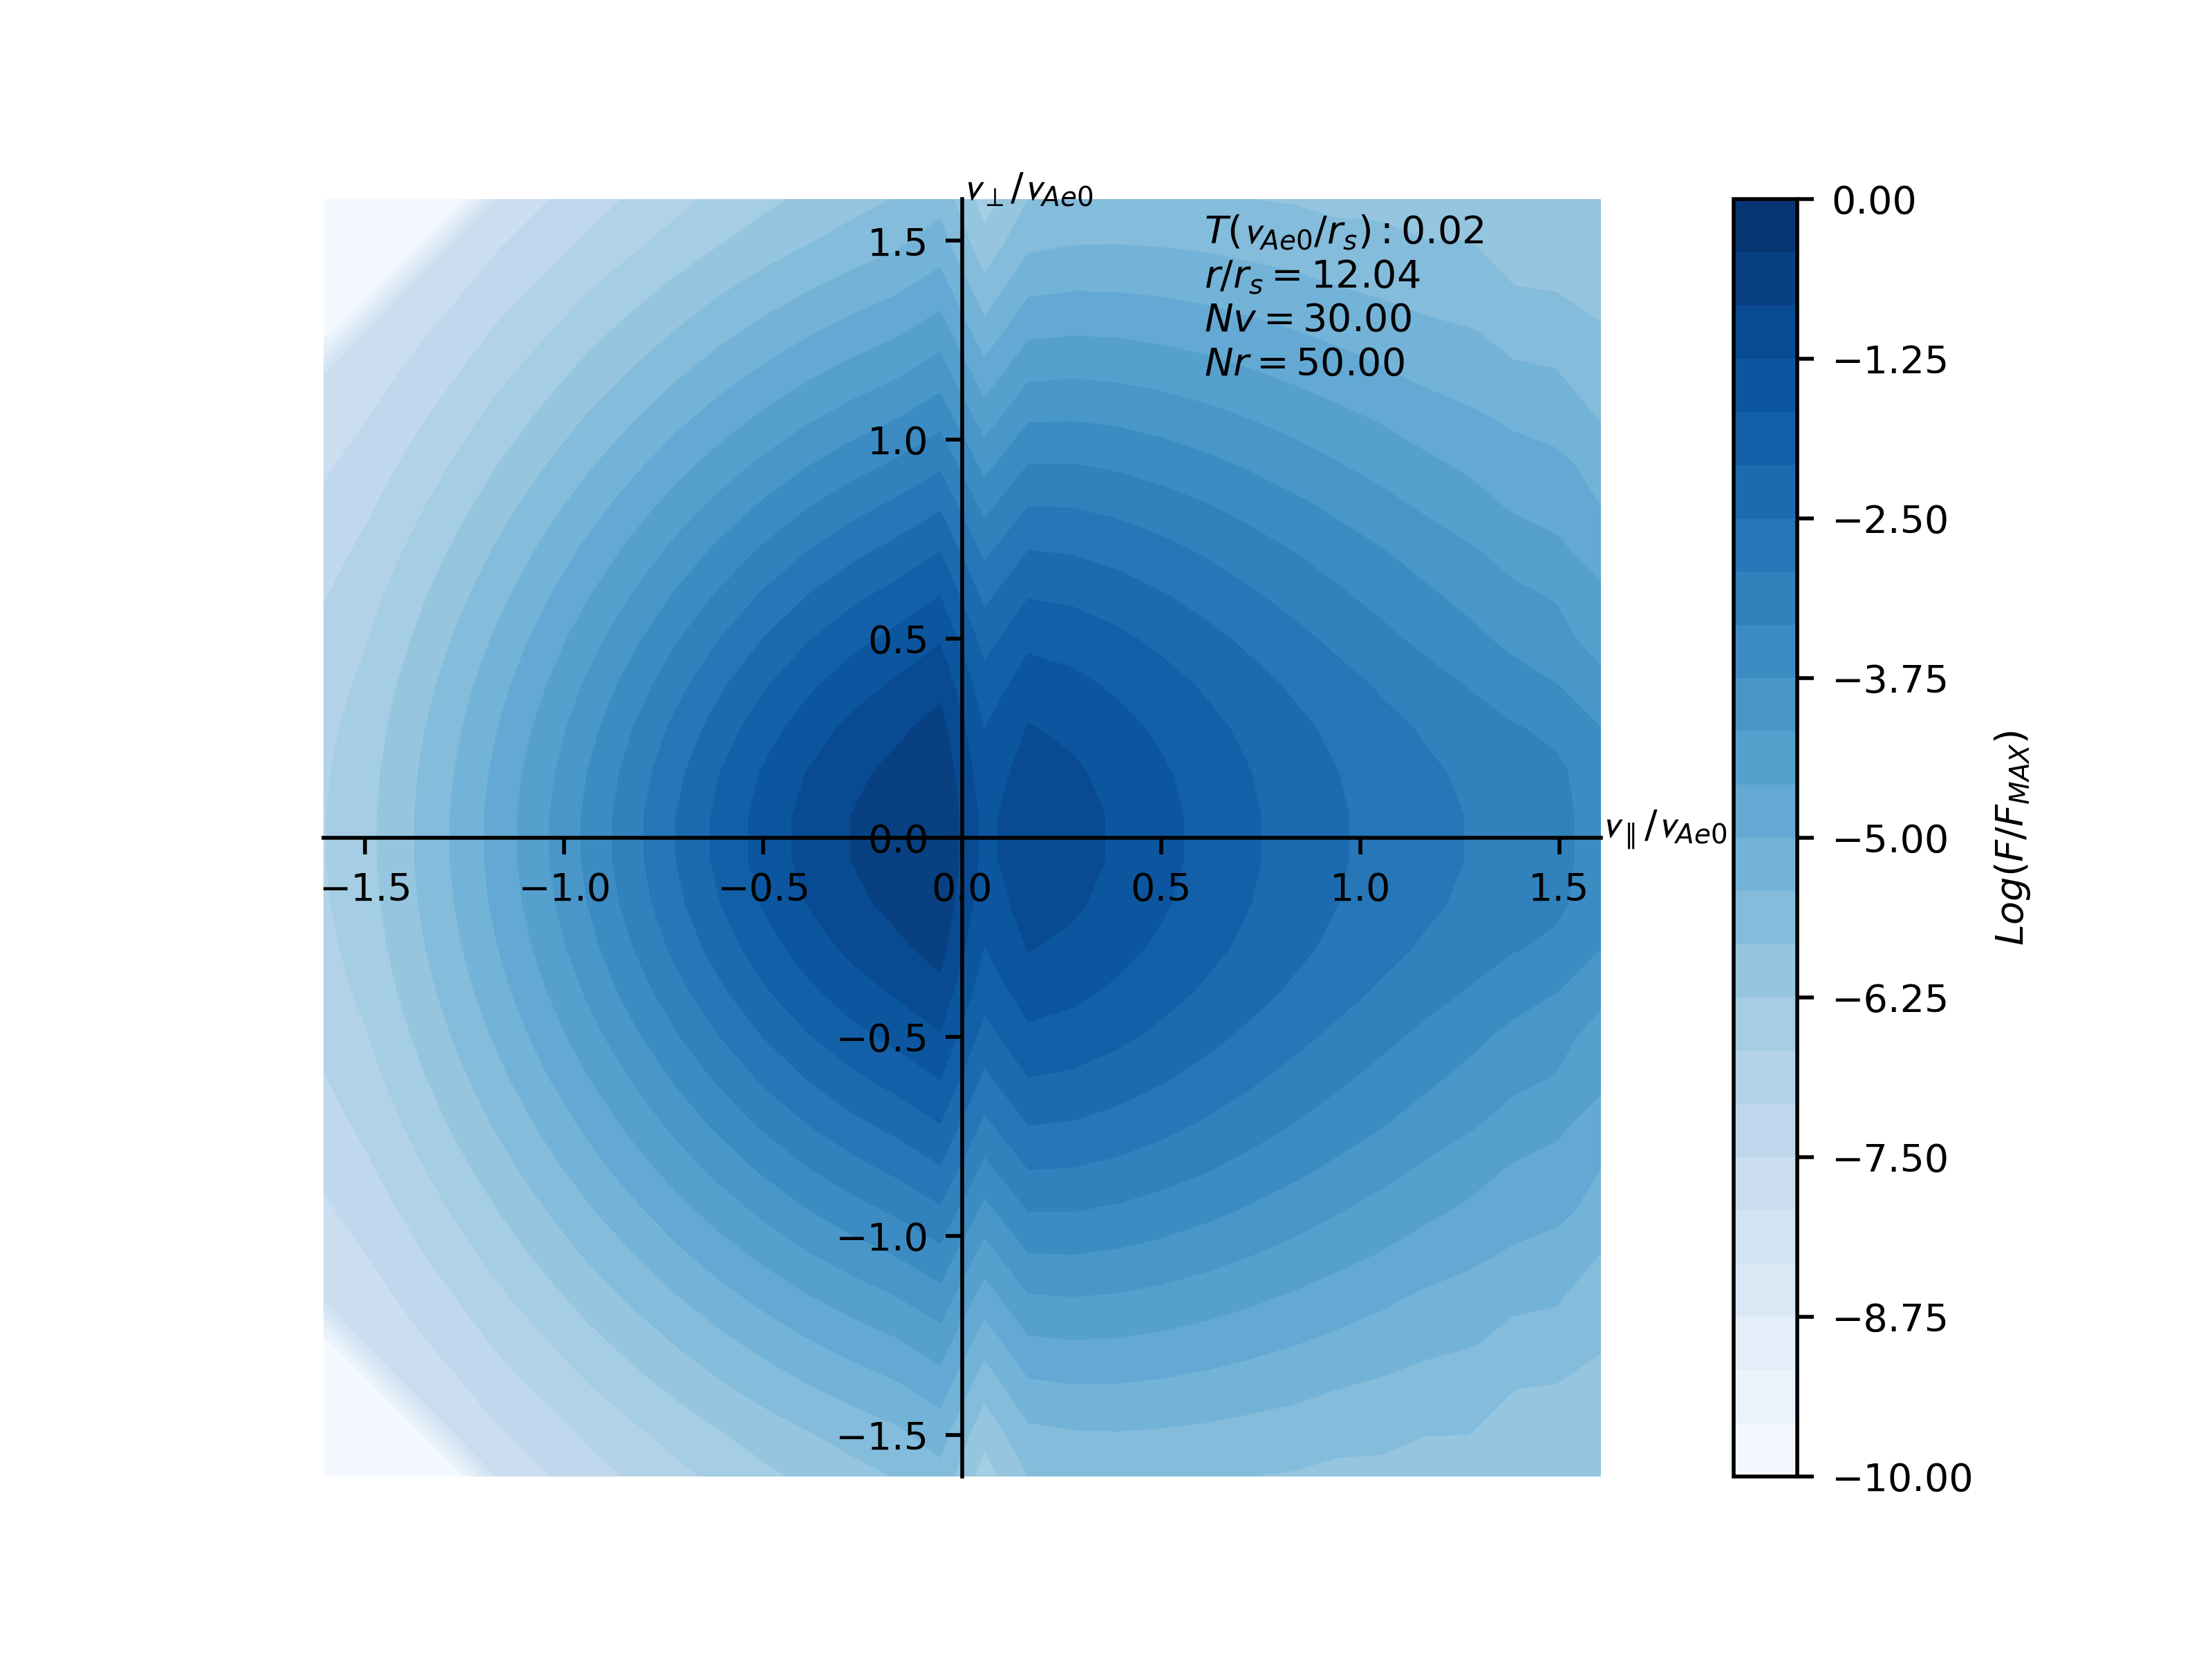 v⊥/vAe0
T(vAe0/rs) : 0.02
r/rs = 12.04
Nv = 30.00
Nr = 50.00
1.5
1.0
0.5
0.0
−0.5
−1.0
−1.5
−1.5 −1.0 −0.5 0.0 0.5 1.0 1.5
v∥/vAe0
0.00
−1.25
−2.50
−3.75
−5.00
−6.25
−7.50
−8.75
−10.00
Log(F/FMAX)